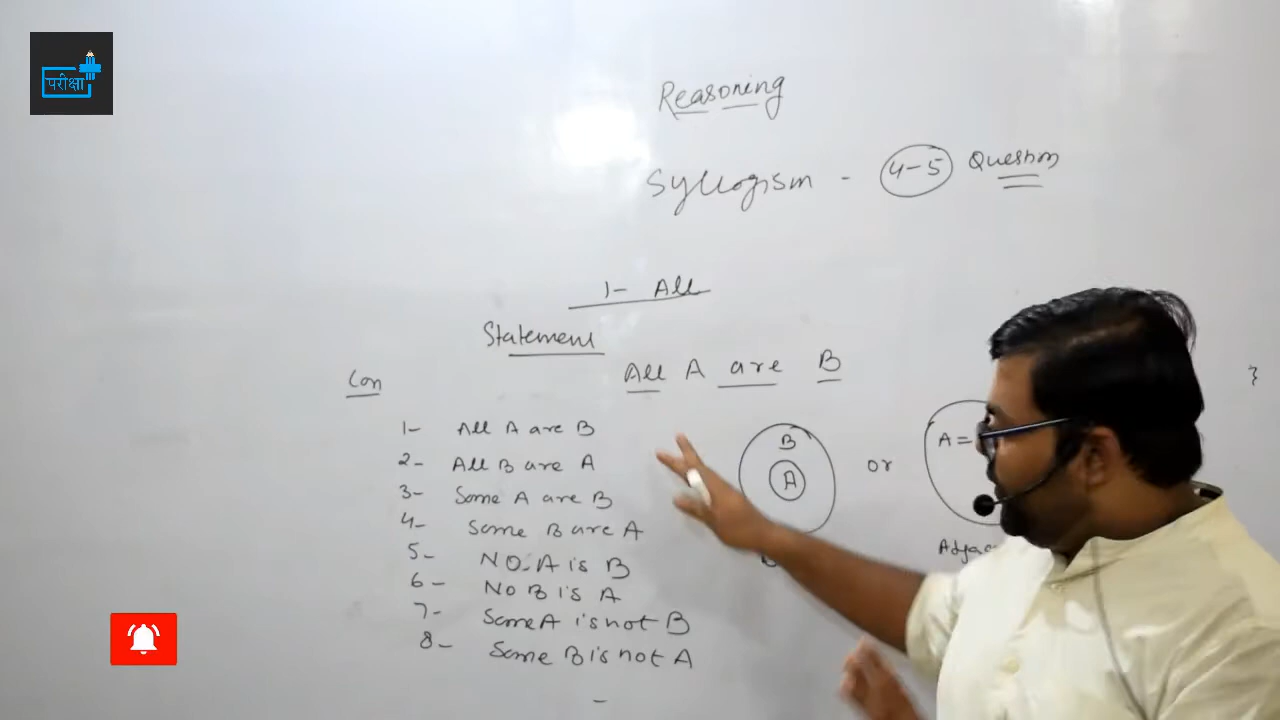 परीक्षा
Reasoning
Syllogism - 4-5 Question
1- All
Statement
All A are B
Con
1- All A are B
2- All B are A
3- Some A are B
4- Some B are A
5- NO A is B
6- No B is A
7- Some A is not B
8- Some B is not A
B
A
or
A =
}